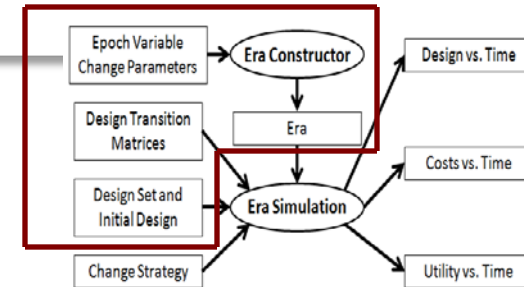 Epoch Variable
Change Parameters
Era Constructor
Design vs. Time
Design Transition
Matrices
Era
Costs vs. Time
Design Set and
Initial Design
Era Simulation
Change Strategy
Utility vs. Time